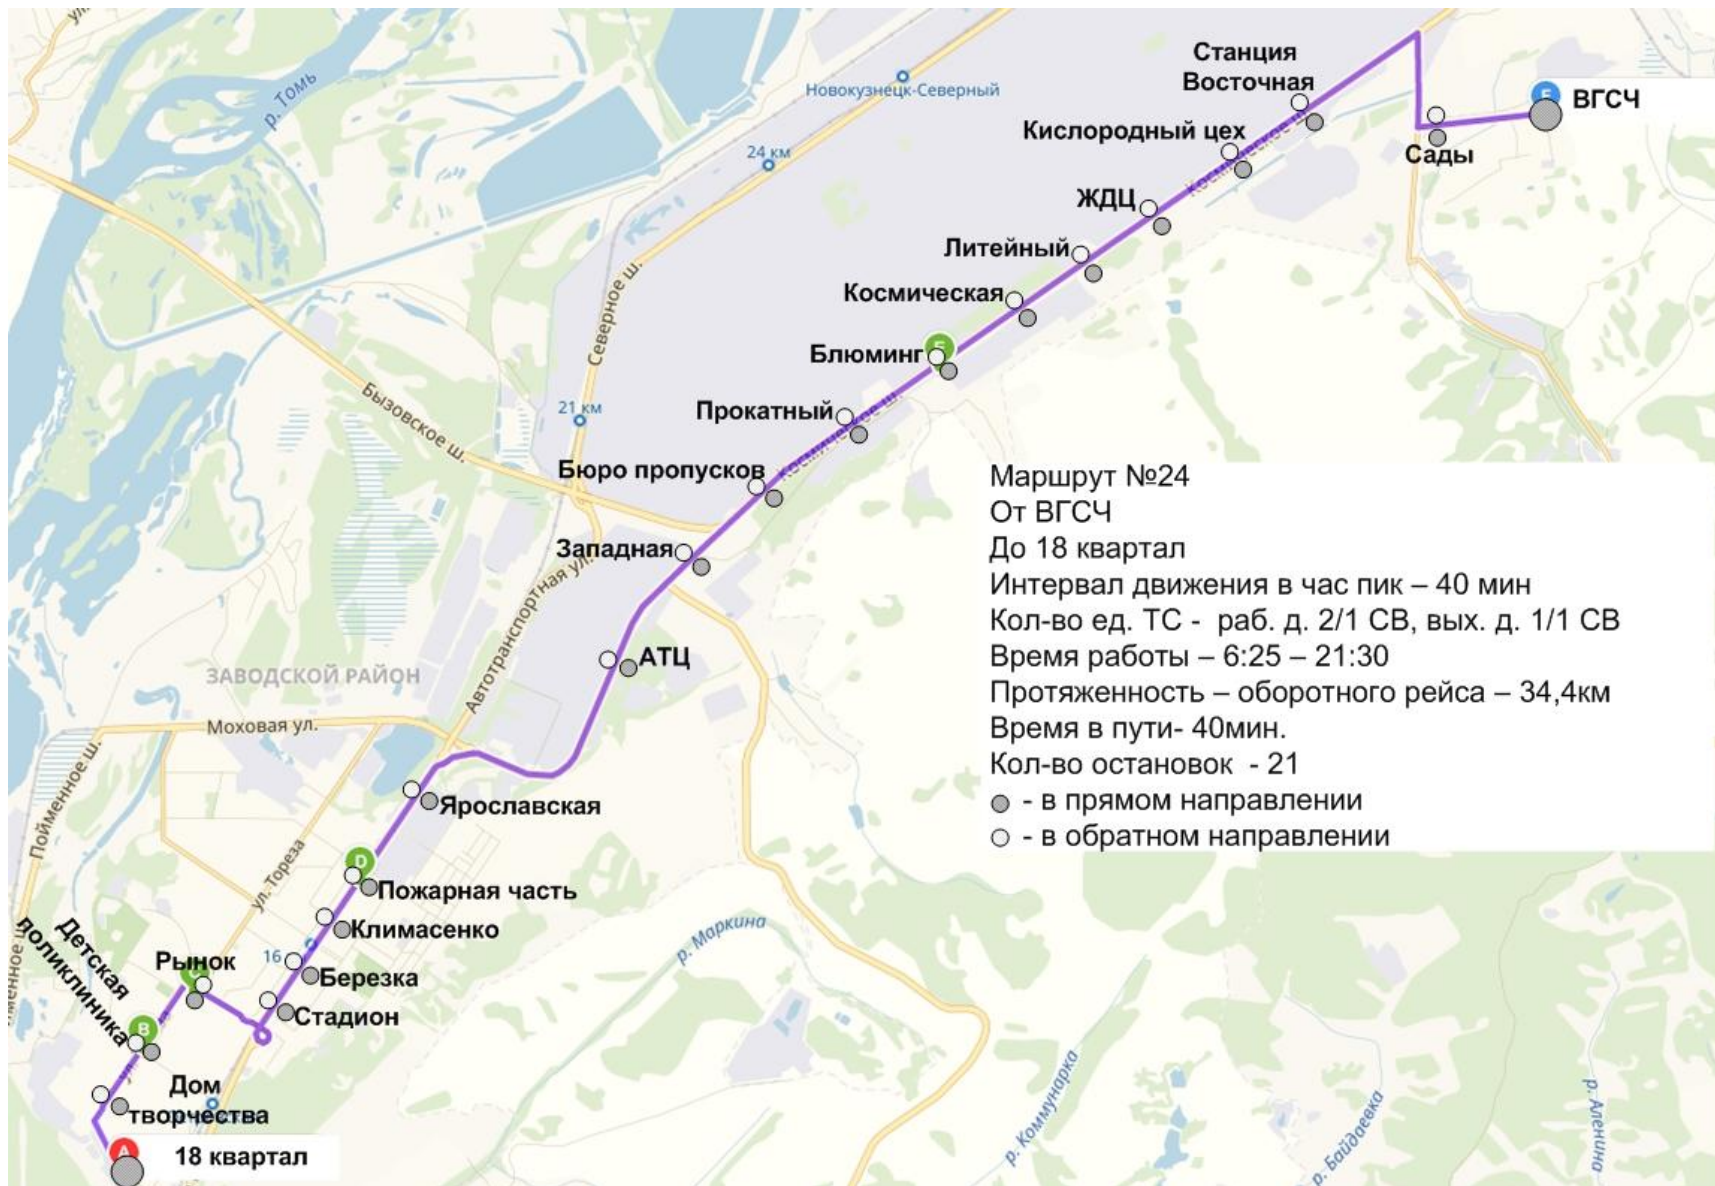 ул.
р. Томь
Новокузнецк-Северный
24 км
Станция
Восточная
F
ВГСЧ
Кислородный цех
Сады
ЖДЦ
Литейный
Космическая
Северное ш.
Блюминг
E
Бызовское ш.
21 км
Прокатный
Бюро пропусков
Западная
Автотранспортная ул.
АТЦ
ЗАВОДСКОЙ РАЙОН
Моховая ул.
Пойменное ш.
Ярославская
ул. Тореза
D
Пожарная часть
Климасенко
16
Березка
Стадион
Рынок
Детская
поликлиника
B
Дом
творчества
A
18 квартал
Маршрут №24
От ВГСЧ
До 18 квартал
Интервал движения в час пик – 40 мин
Кол-во ед. ТС - раб. д. 2/1 СВ, вых. д. 1/1 СВ
Время работы – 6:25 – 21:30
Протяженность – оборотного рейса – 34,4км
Время в пути- 40мин.
Кол-во остановок - 21
- в прямом направлении
- в обратном направлении
р. Маркина
р. Коммунарка
р. Байдаевка
р. Аленина